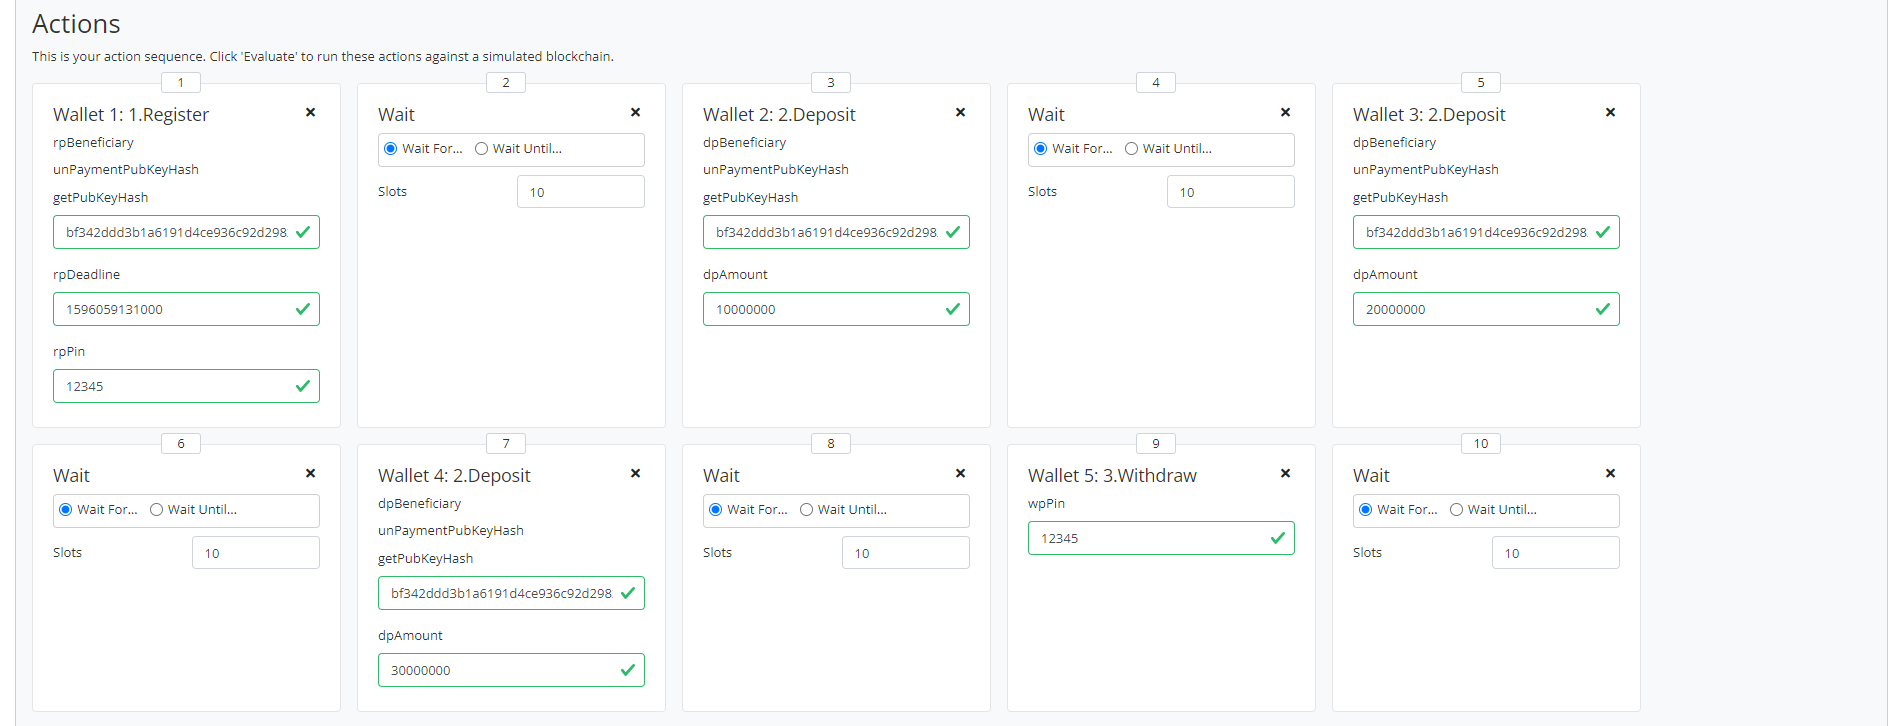 Actions
This is your action sequence. Click 'Evaluate' to run these actions against a simulated blockchain.
1
Wallet 1: 1.Register
rpBeneficiary
unPaymentPubKeyHash
getPubKeyHash
bf342ddd3b1a6191d4ce936c92d298
rpDeadline
1596059131000
rpPin
12345
2
Wait
Wait For... Wait Until...
Slots 10
3
Wallet 2: 2.Deposit
dpBeneficiary
unPaymentPubKeyHash
getPubKeyHash
bf342ddd3b1a6191d4ce936c92d298
dpAmount
10000000
4
Wait
Wait For... Wait Until...
Slots 10
5
Wallet 3: 2.Deposit
dpBeneficiary
unPaymentPubKeyHash
getPubKeyHash
bf342ddd3b1a6191d4ce936c92d298
dpAmount
20000000
6
Wait
Wait For... Wait Until...
Slots 10
7
Wallet 4: 2.Deposit
dpBeneficiary
unPaymentPubKeyHash
getPubKeyHash
bf342ddd3b1a6191d4ce936c92d298
dpAmount
30000000
8
Wait
Wait For... Wait Until...
Slots 10
9
Wallet 5: 3.Withdraw
wpPin
12345
10
Wait
Wait For... Wait Until...
Slots 10